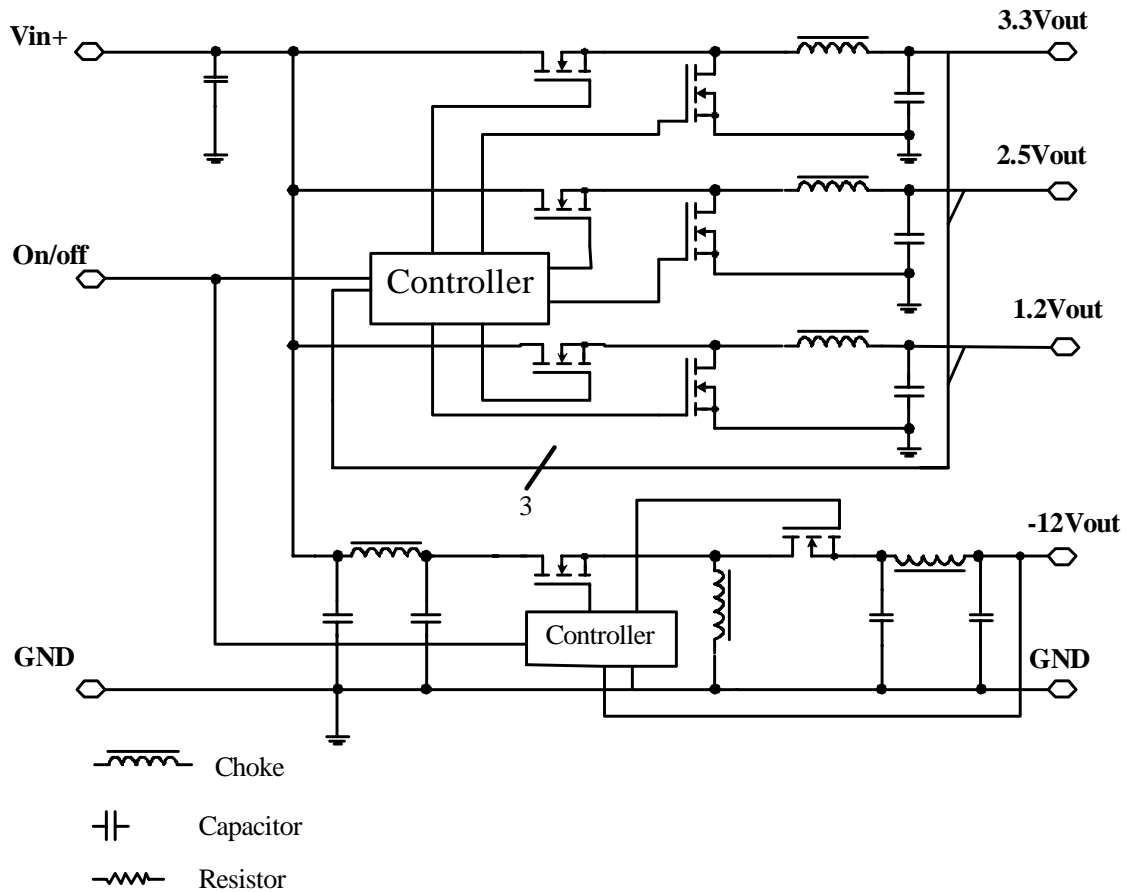 Vin+
3.3Vout
2.5Vout
On/off
Controller
1.2Vout
3
-12Vout
Controller
GND
GND
Choke
Capacitor
Resistor